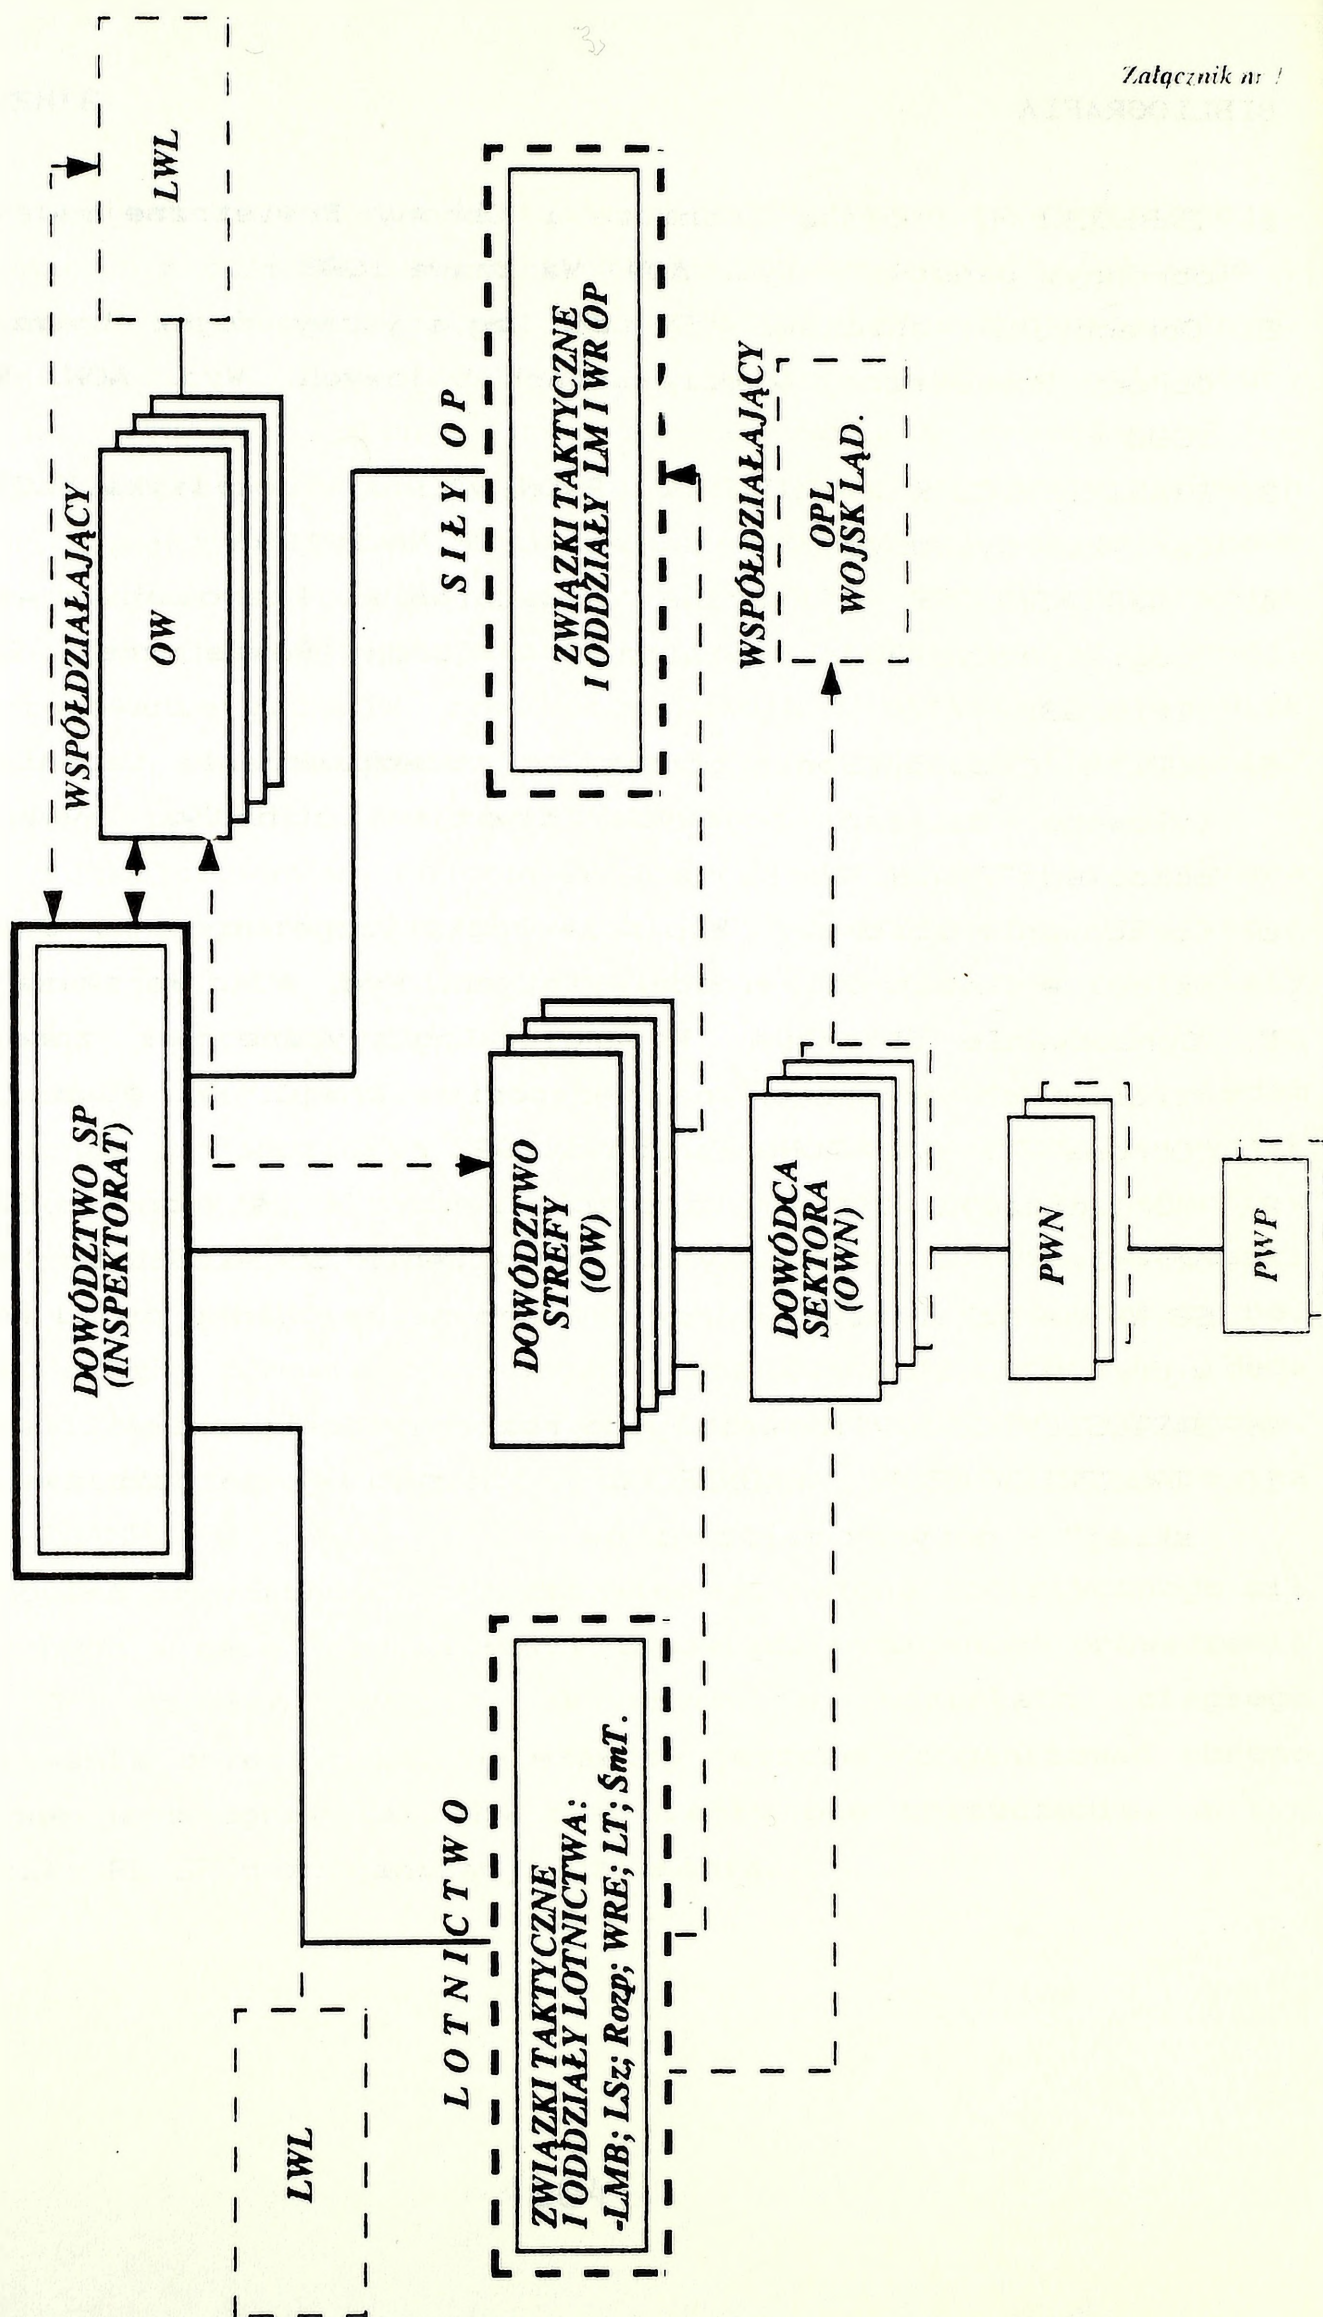 Załącznik nr 1
DOWÓDZTWO SP
(INSPEKTORAT)
WSPÓŁDZIAŁAJĄCY
OW
LWL
LWL
LOTNICTWO
ZWIĄZKI TAKTYCZNE
I ODDZIAŁY LOTNICTWA:
-LMB; LSz; Rozp; WRE; LT; ŚmT.
DOWÓDZTWO
STREFY
(OW)
SIŁY OP
ZWIĄZKI TAKTYCZNE
I ODDZIAŁY LM I WR OP
DOWÓDCA
SEKTORA
(OWN)
WSPÓŁDZIAŁAJĄCY
OPL
WOJSK LĄD.
PWN
PWP